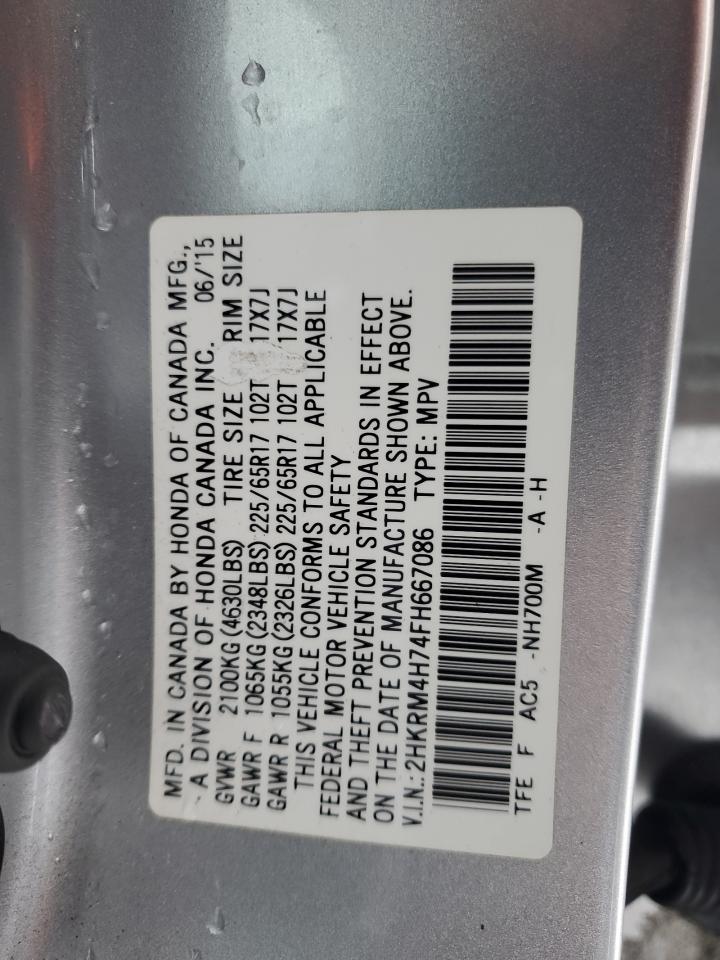 MFD. IN CANADA BY HONDA OF CANADA MFG.,
A DIVISION OF HONDA CANADA INC. 06/'15
GVWR 2100KG(4630LBS) TIRE SIZE RIM SIZE
GAWR F 1065KG(2348LBS) 225/65R17 102T 17X7J
GAWR R 1055KG(2326LBS) 225/65R17 102T 17X7J
THIS VEHICLE CONFORMS TO ALL APPLICABLE
FEDERAL MOTOR VEHICLE SAFETY
AND THEFT PREVENTION STANDARDS IN EFFECT
ON THE DATE OF MANUFACTURE SHOWN ABOVE.
V.I.N.: 2HKRM4H74FH667086 TYPE: MPV
TFE F AC5 -NH700M -A -H